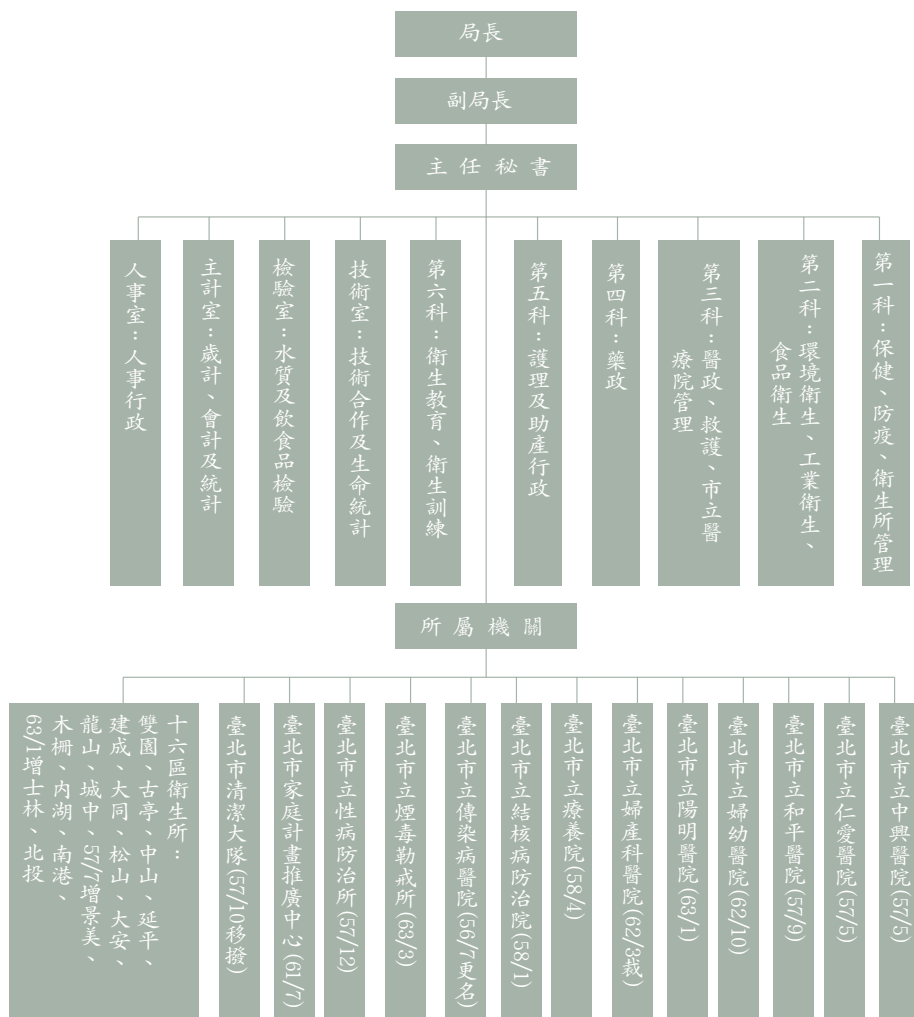 局長
副局長
主任秘書
第一科：保健、防疫、衛生所管理
第二科：環境衛生、工業衛生、
食品衛生
第三科：醫政、救護、市立醫
療院管理
第四科：藥政
第五科：護理及助產行政
第六科：衛生教育、衛生訓練
技術室：技術合作及生命統計
檢驗室：水質及飲食品檢驗
主計室：歲計、會計及統計
人事室：人事行政
所屬機關
臺北市立中興醫院(57/5)
臺北市立仁愛醫院(57/5)
臺北市立和平醫院(57/9)
臺北市立婦幼醫院(62/10)
臺北市立陽明醫院(63/1)
臺北市立婦產科醫院(62/3裁)
臺北市立療養院(58/4)
臺北市立結核病防治院(58/1)
臺北市立傳染病醫院(56/7更名)
臺北市立煙毒勒戒所(63/3)
臺北市立性病防治所(57/12)
臺北市家庭計畫推廣中心(61/7)
臺北市清潔大隊(57/10移撥)
十六區衛生所：
雙園、古亭、中山、延平、
建成、大同、松山、大安、
龍山、城中、57/7增景美、
木柵、內湖、南港、
63/1增士林、北投